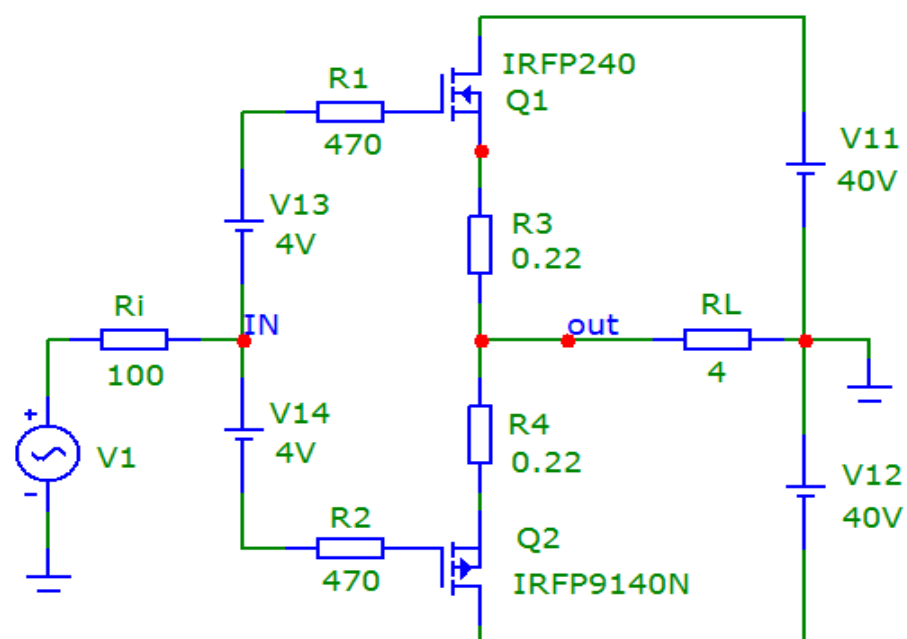 IRFP240
Q1
R1
470
V11
40V
V13
4V
R3
0.22
Ri
100
IN
out
RL
4
V14
4V
R4
0.22
+
V1
-
V12
40V
R2
470
Q2
IRFP9140N